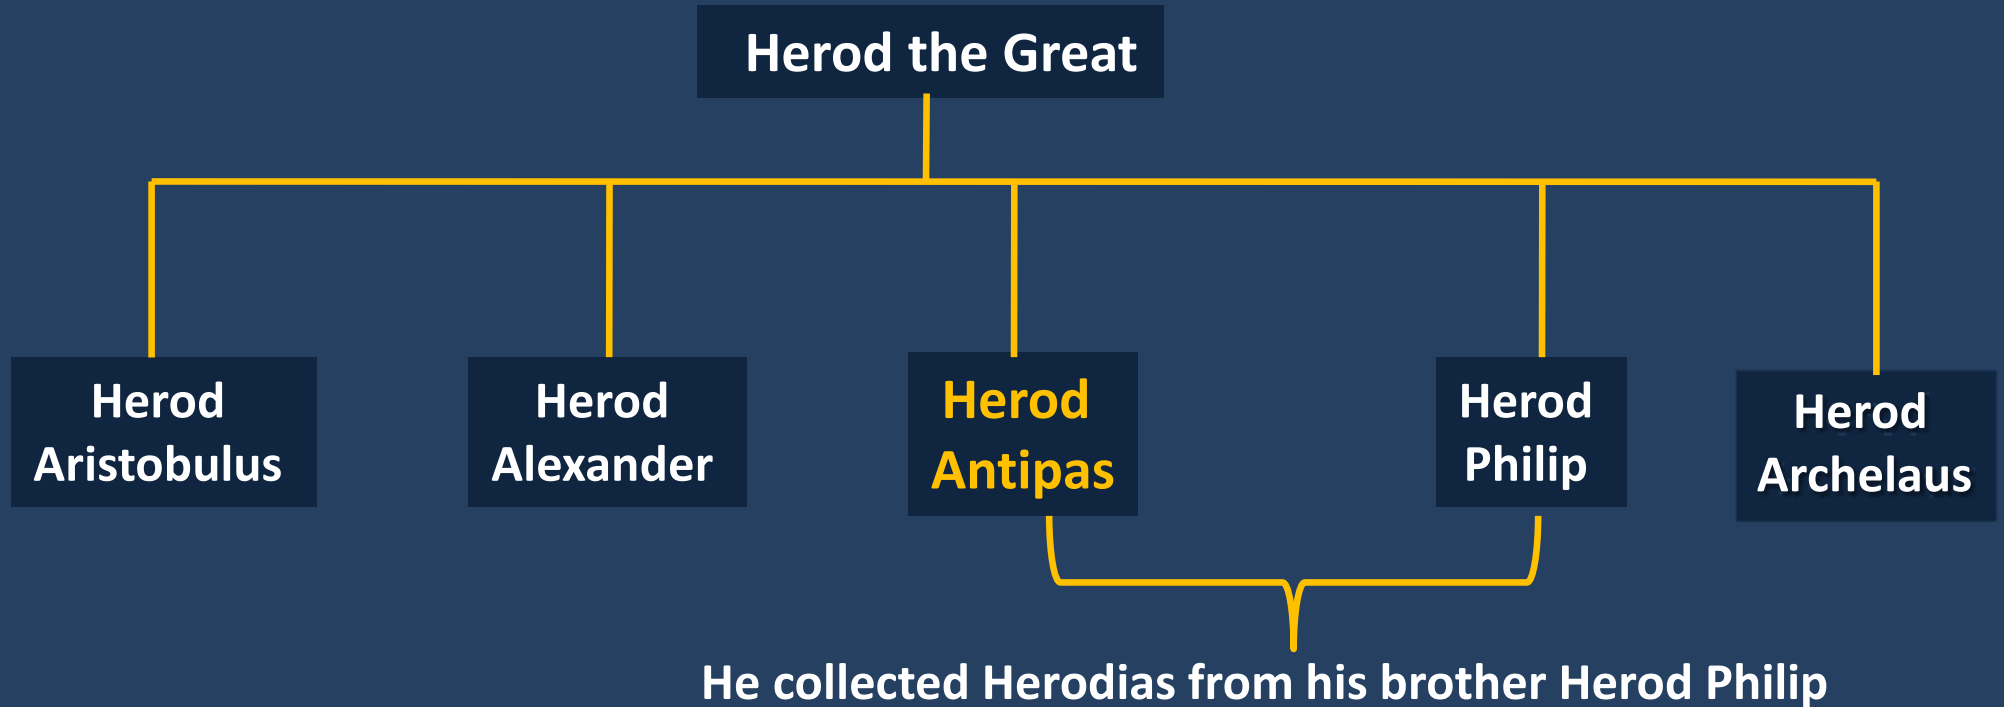 Herod the Great
Herod
Aristobulus
Herod
Alexander
Herod
Antipas
Herod
Philip
Herod
Archelaus
He collected Herodias from his brother Herod Philip